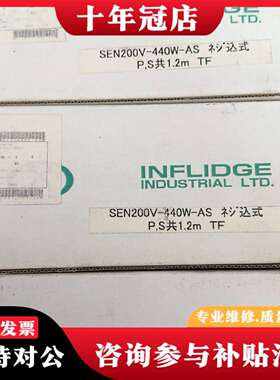 十年冠店
SEN200V-440W-AS ネジ込式
P,S共1.2m TF
INFLIDGE
INDUSTRIAL LTD.
SEN200V-440W-AS ネジ込式
P,S共1.2m TF
发票
专业维修.质
待对公
咨询参与补贴活